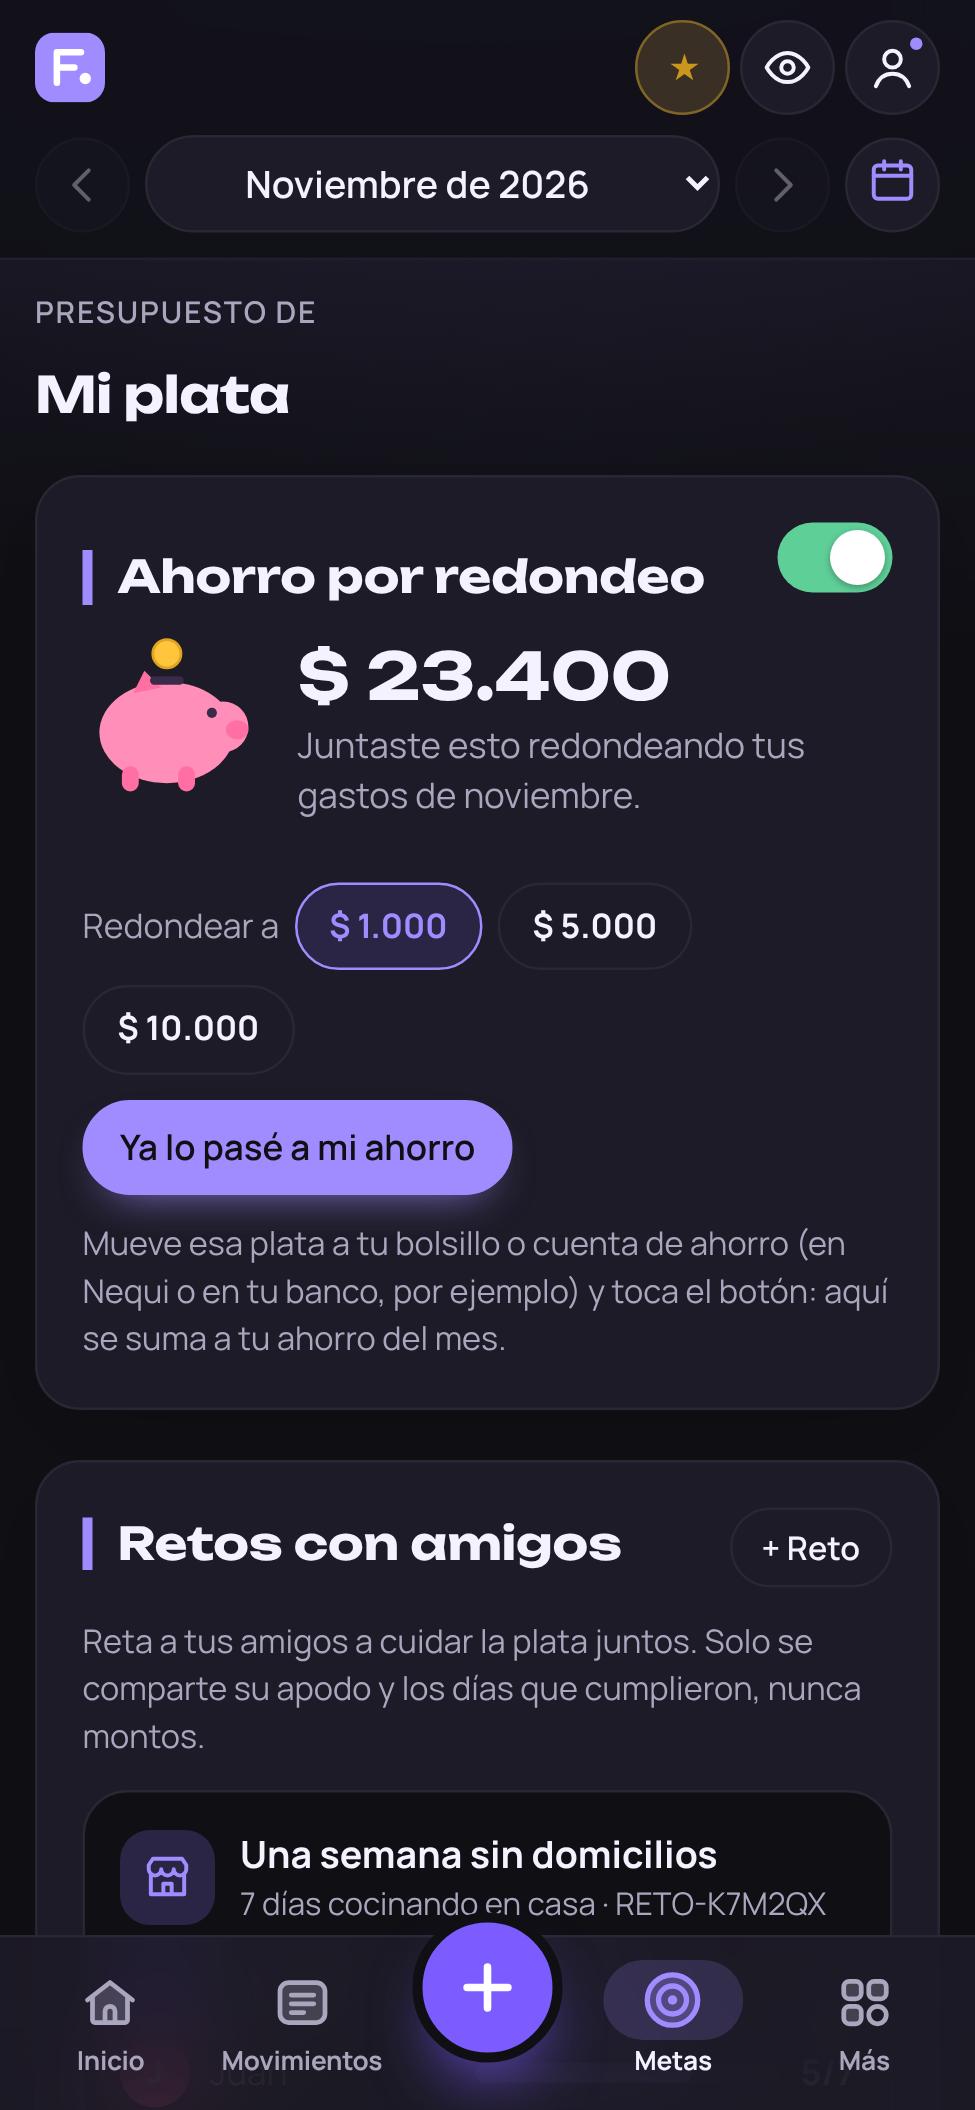 F.
Noviembre de 2026
PRESUPUESTO DE
Mi plata
Ahorro por redondeo
$ 23.400
Juntaste esto redondeando tus
gastos de noviembre.
Redondear a $ 1.000 $ 5.000
$ 10.000
Ya lo pasé a mi ahorro
Mueve esa plata a tu bolsillo o cuenta de ahorro (en
Nequi o en tu banco, por ejemplo) y toca el botón: aquí
se suma a tu ahorro del mes.
Retos con amigos
+ Reto
Reta a tus amigos a cuidar la plata juntos. Solo se
comparte su apodo y los días que cumplieron, nunca
montos.
Una semana sin domicilios
7 días cocinando en casa · RETO-K7M2QX
Inicio Movimientos Metas Más